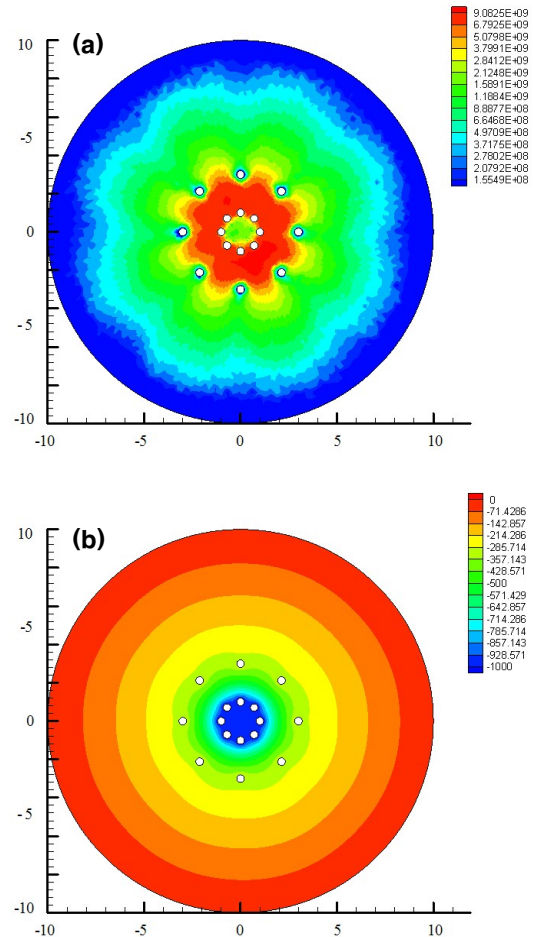 (a)
9.0825E+09
6.7925E+09
5.0798E+09
3.7991E+09
2.8412E+09
2.1248E+09
1.5891E+09
1.1884E+09
8.8877E+08
6.6468E+08
4.9709E+08
3.7175E+08
2.7802E+08
2.0792E+08
1.5549E+08
10
-5
0
-5
-10
-10 -5 0 5 10
(b)
0
-71.4286
-142.857
-214.286
-285.714
-357.143
-428.571
-500
-571.429
-642.857
-714.286
-785.714
-857.143
-928.571
-1000
10
-5
0
-5
-10
-10 -5 0 5 10